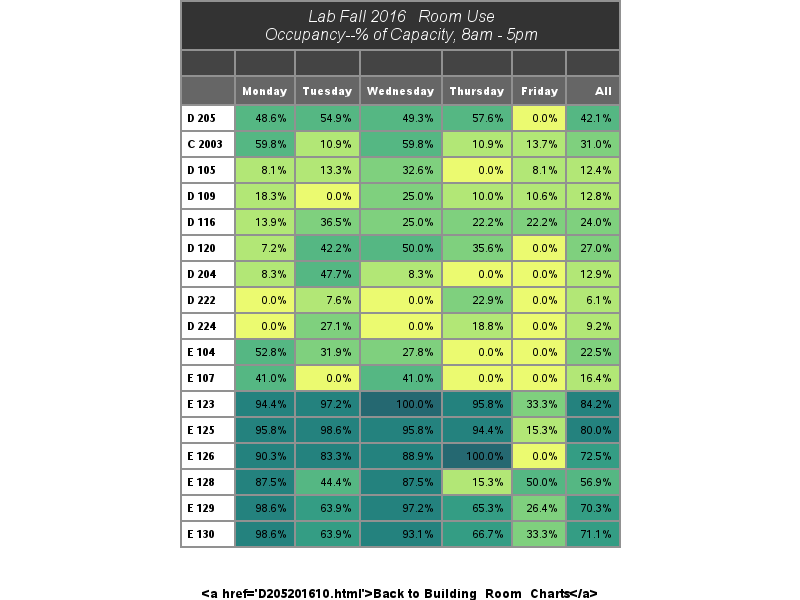 Lab Fall 2016 Room Use
Occupancy--% of Capacity, 8am - 5pm
Monday Tuesday Wednesday Thursday Friday All
D 205 48.6% 54.9% 49.3% 57.6% 0.0% 42.1%
C 2003 59.8% 10.9% 59.8% 10.9% 13.7% 31.0%
D 105 8.1% 13.3% 32.6% 0.0% 8.1% 12.4%
D 109 18.3% 0.0% 25.0% 10.0% 10.6% 12.8%
D 116 13.9% 36.5% 25.0% 22.2% 22.2% 24.0%
D 120 7.2% 42.2% 50.0% 35.6% 0.0% 27.0%
D 204 8.3% 47.7% 8.3% 0.0% 0.0% 12.9%
D 222 0.0% 7.6% 0.0% 22.9% 0.0% 6.1%
D 224 0.0% 27.1% 0.0% 18.8% 0.0% 9.2%
E 104 52.8% 31.9% 27.8% 0.0% 0.0% 22.5%
E 107 41.0% 0.0% 41.0% 0.0% 0.0% 16.4%
E 123 94.4% 97.2% 100.0% 95.8% 33.3% 84.2%
E 125 95.8% 98.6% 95.8% 94.4% 15.3% 80.0%
E 126 90.3% 83.3% 88.9% 100.0% 0.0% 72.5%
E 128 87.5% 44.4% 87.5% 15.3% 50.0% 56.9%
E 129 98.6% 63.9% 97.2% 65.3% 26.4% 70.3%
E 130 98.6% 63.9% 93.1% 66.7% 33.3% 71.1%
<a href='D205201610.html'>Back to Building Room Charts</a>